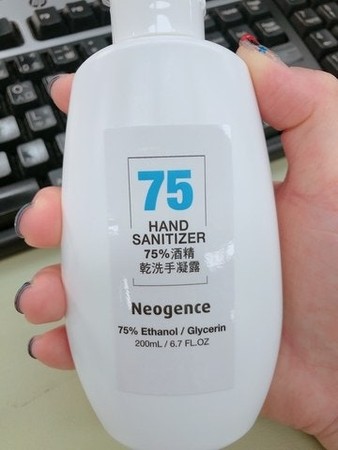 75
HAND
SANITIZER
75%酒精
乾洗手凝露
Neogence
75% Ethanol / Glycerin
200mL / 6.7 FL.OZ